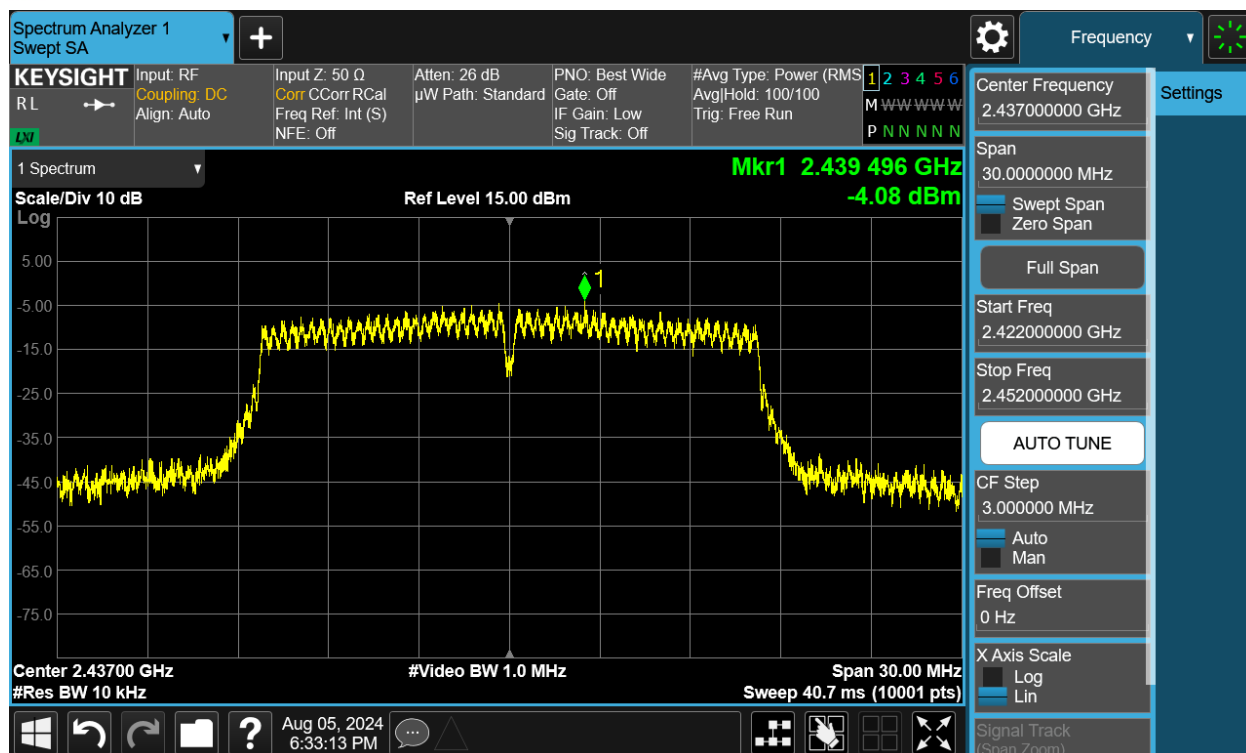 Spectrum Analyzer 1
Swept SA
+
Frequency
KEYSIGHT
RL
LXI
Input: RF
Coupling: DC
Align: Auto
Input Z: 50 Ω
Corr CCorr RCal
Freq Ref: Int (S)
NFE: Off
Atten: 26 dB
µW Path: Standard
PNO: Best Wide
Gate: Off
IF Gain: Low
Sig Track: Off
#Avg Type: Power (RMS
Avg|Hold: 100/100
Trig: Free Run
1 2 3 4 5 6
M W W W W W
P N N N N N
1 Spectrum
Mkr1 2.439 496 GHz
Scale/Div 10 dB
Ref Level 15.00 dBm
-4.08 dBm
Log
1
5.00
-5.00
-15.0
-25.0
-35.0
-45.0
-55.0
-65.0
-75.0
Center 2.43700 GHz
#Video BW 1.0 MHz
Span 30.00 MHz
#Res BW 10 kHz
Sweep 40.7 ms (10001 pts)
Center Frequency
2.437000000 GHz
Span
30.0000000 MHz
Swept Span
Zero Span
Full Span
Start Freq
2.422000000 GHz
Stop Freq
2.452000000 GHz
AUTO TUNE
CF Step
3.000000 MHz
Auto
Man
Freq Offset
0 Hz
X Axis Scale
Log
Lin
Signal Track
(Span Zoom)
Settings
?
Aug 05, 2024
6:33:13 PM